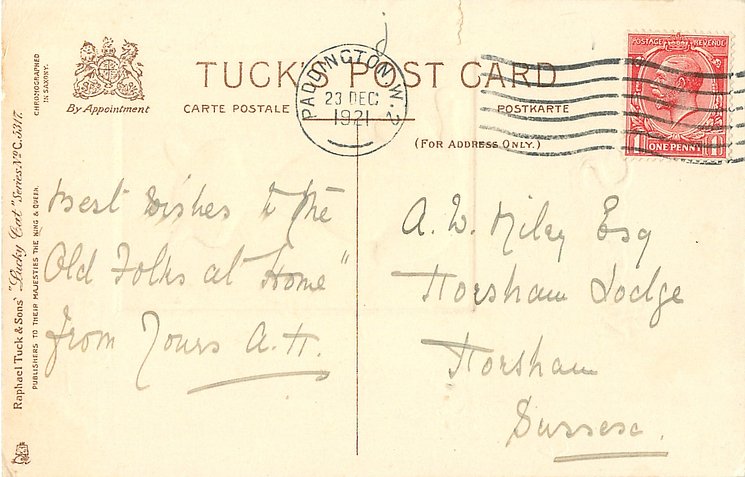 TUCK'S POST CARD
By Appointment
CARTE POSTALE
POSTKARTE
(FOR ADDRESS ONLY.)
PADDINGTON.W.2
23 DEC
1921
POSTAGE REVENUE
1 ONE PENNY 1
CHROMOGRAPHED
IN SAXONY.
Raphael Tuck & Sons' "Lucky Cat" Series, Nº C. 5317.
PUBLISHERS TO THEIR MAJESTIES THE KING & QUEEN.
Best Wishes to the
Old Folks at Home"
from Yours A.H.
A. W. Riley Esq
Horsham Lodge
Horsham
Sussex.